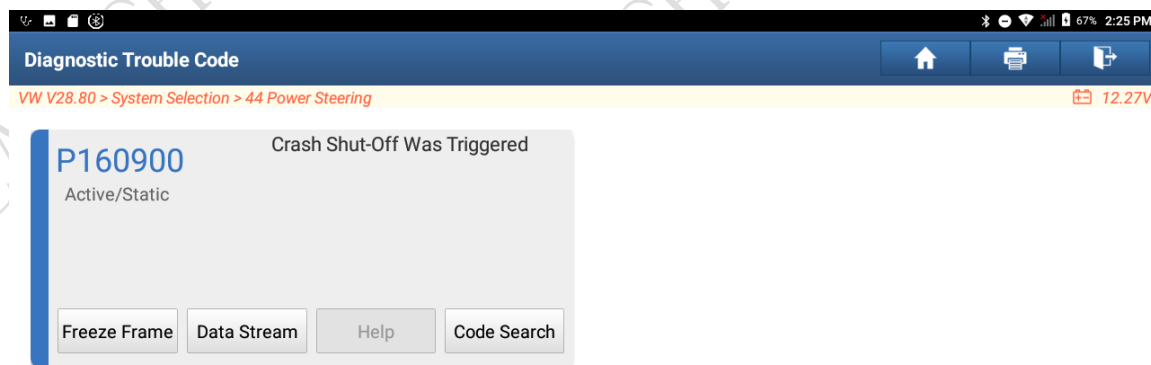 67% 2:25 PM
Diagnostic Trouble Code
VW V28.80 > System Selection > 44 Power Steering
12.27V
Crash Shut-Off Was Triggered
P160900
Active/Static
Freeze Frame Data Stream Help Code Search